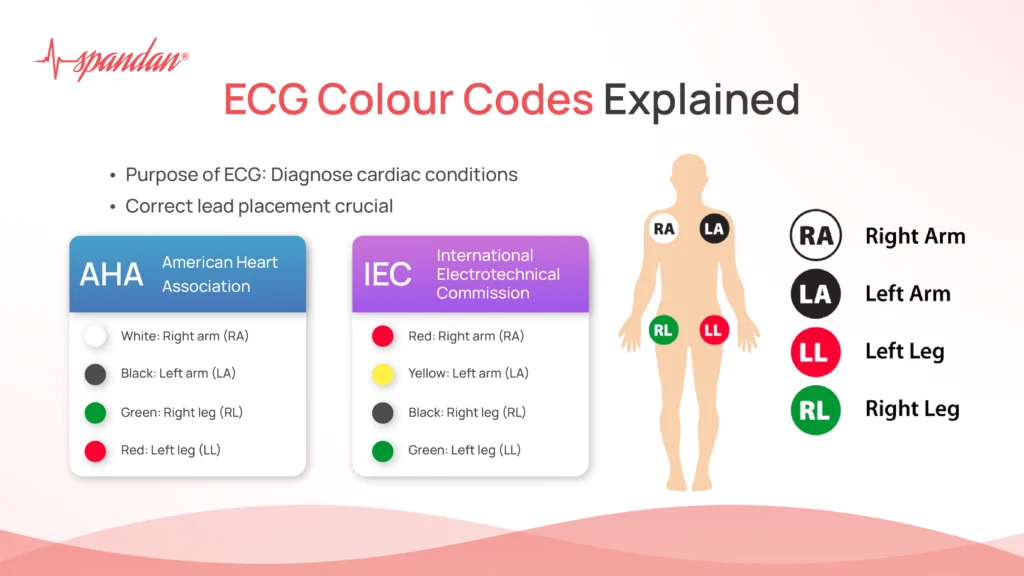 spandan®
ECG Colour Codes Explained
• Purpose of ECG: Diagnose cardiac conditions
• Correct lead placement crucial
AHA
American Heart
Association
White: Right arm (RA)
Black: Left arm (LA)
Green: Right leg (RL)
Red: Left leg (LL)
IEC
International
Electrotechnical
Commission
Red: Right arm (RA)
Yellow: Left arm (LA)
Black: Right leg (RL)
Green: Left leg (LL)
RA
LA
RL
LL
RA Right Arm
LA Left Arm
LL Left Leg
RL Right Leg